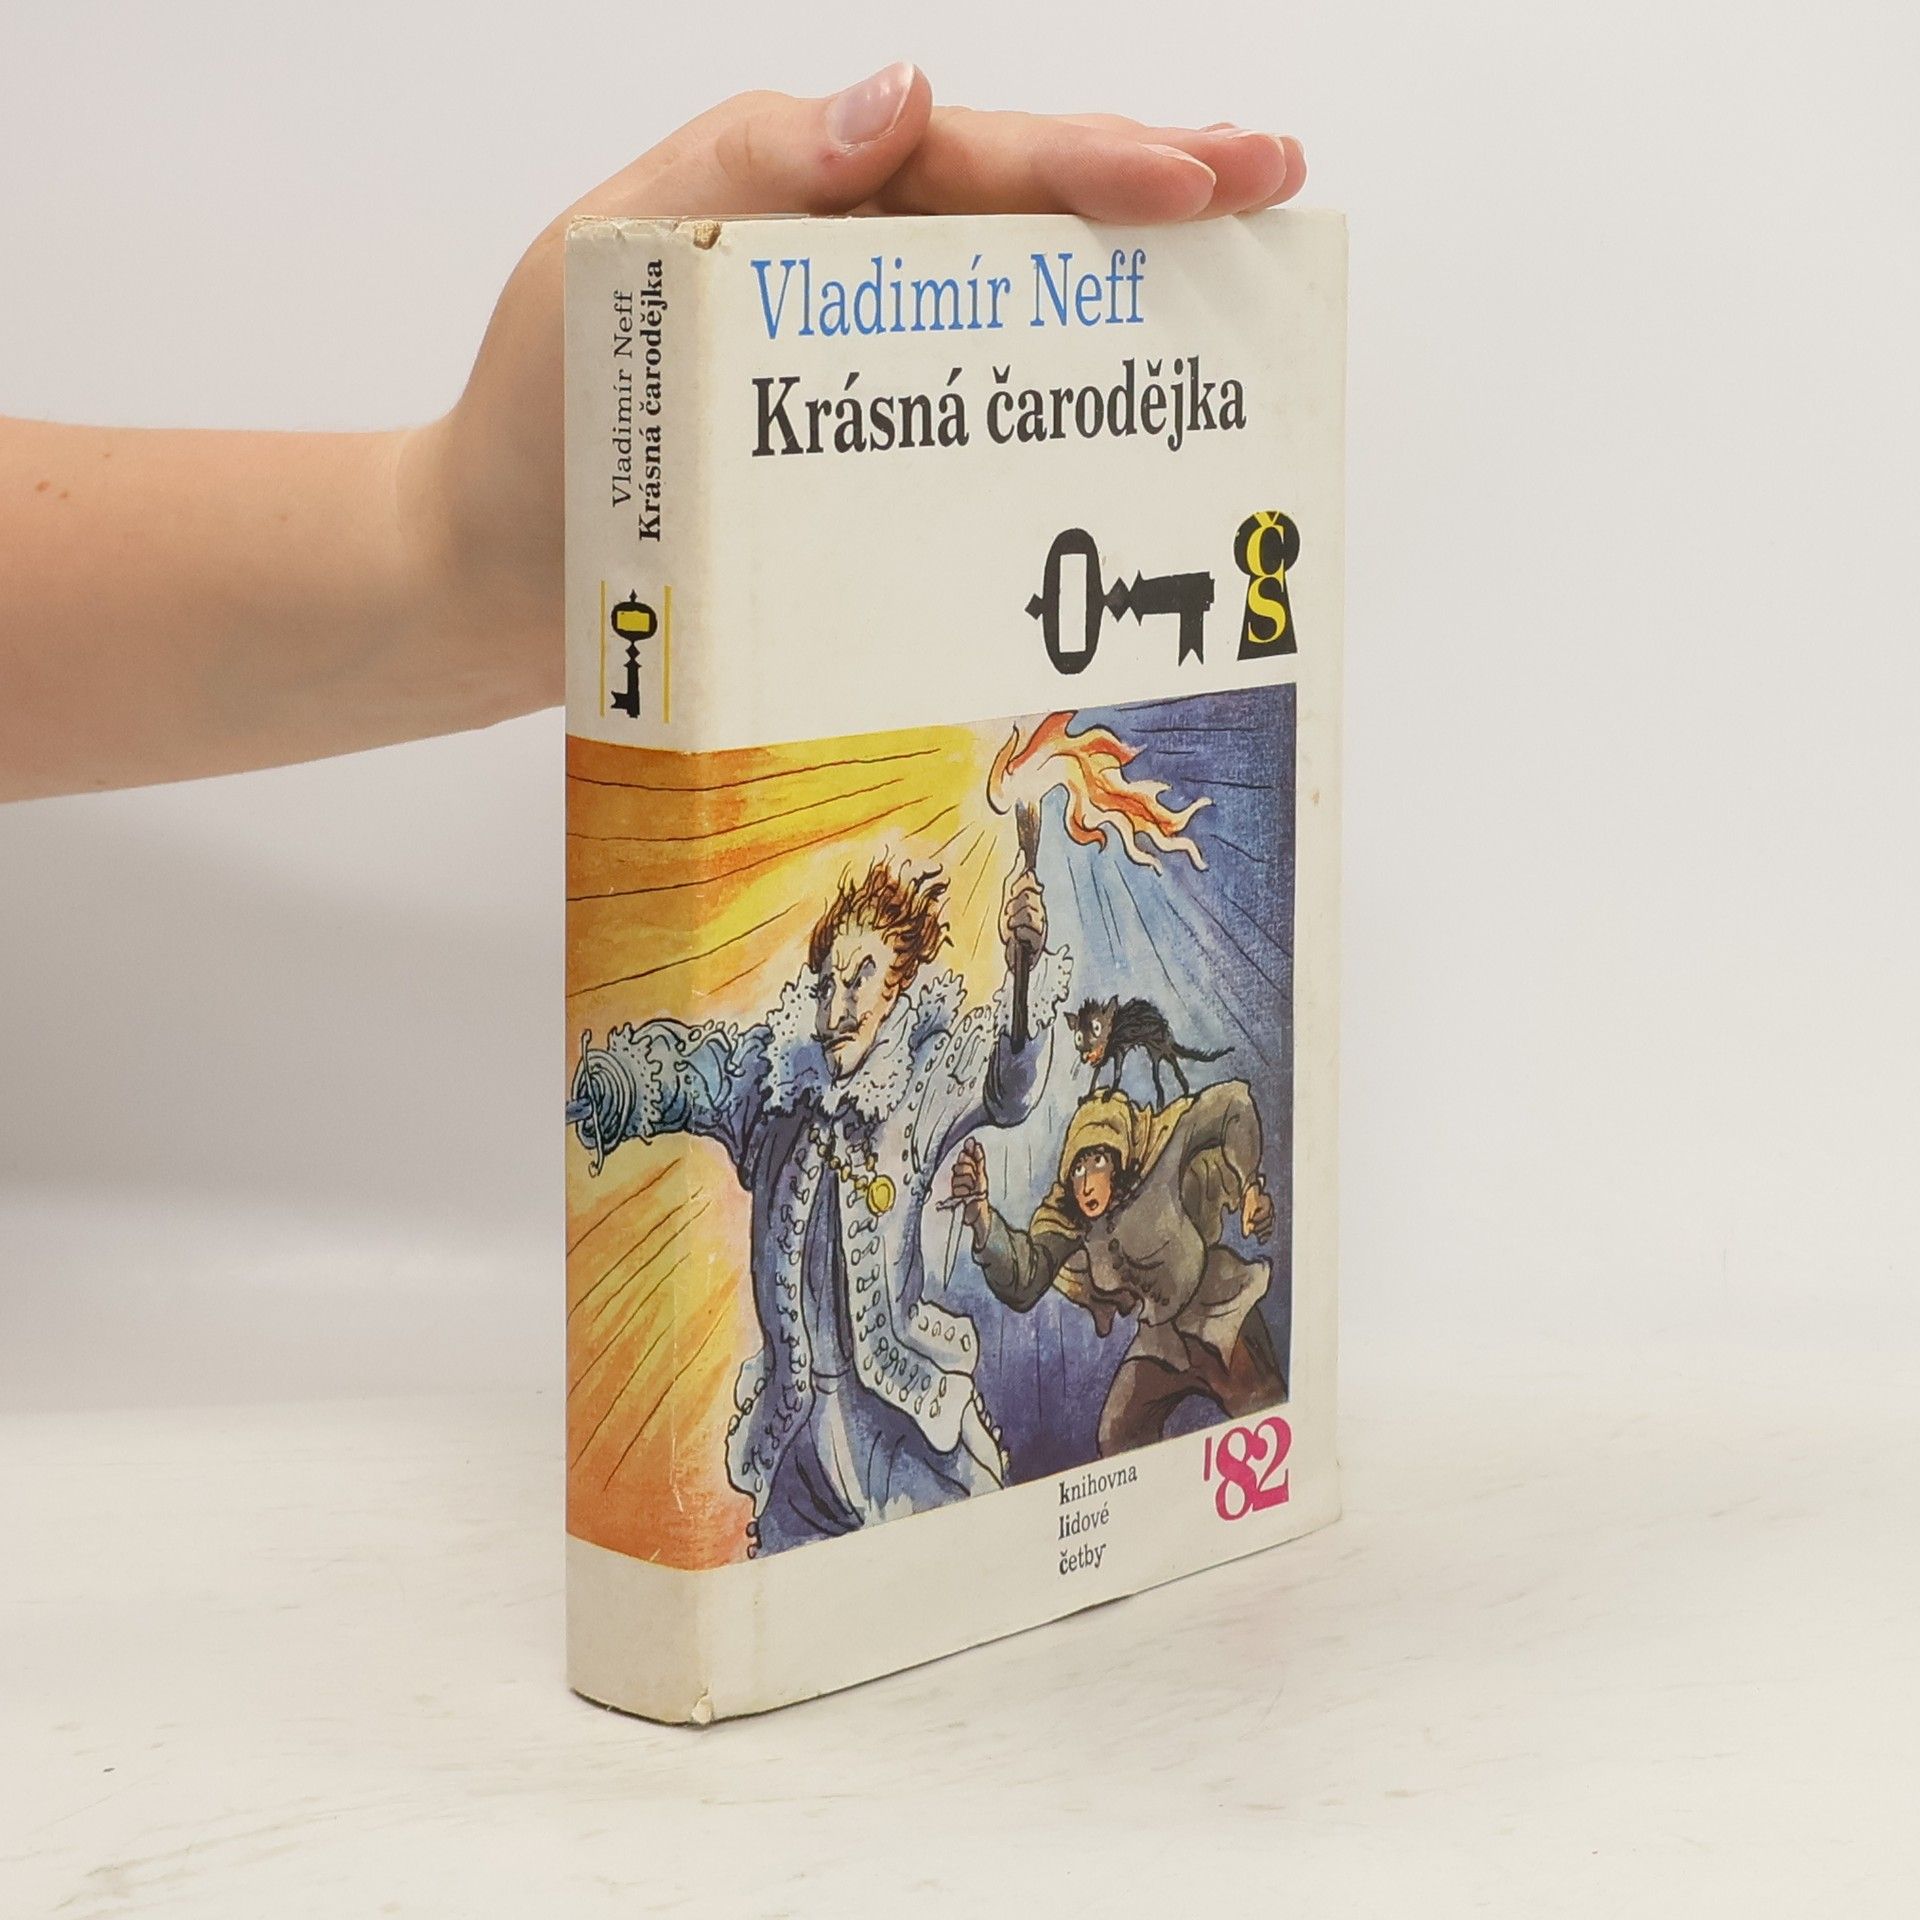 Vladimír Neff
Krásná čarodějka
Vladimír Neff
Krásná čarodějka
ČS
knihovna
lidové
četby
'82